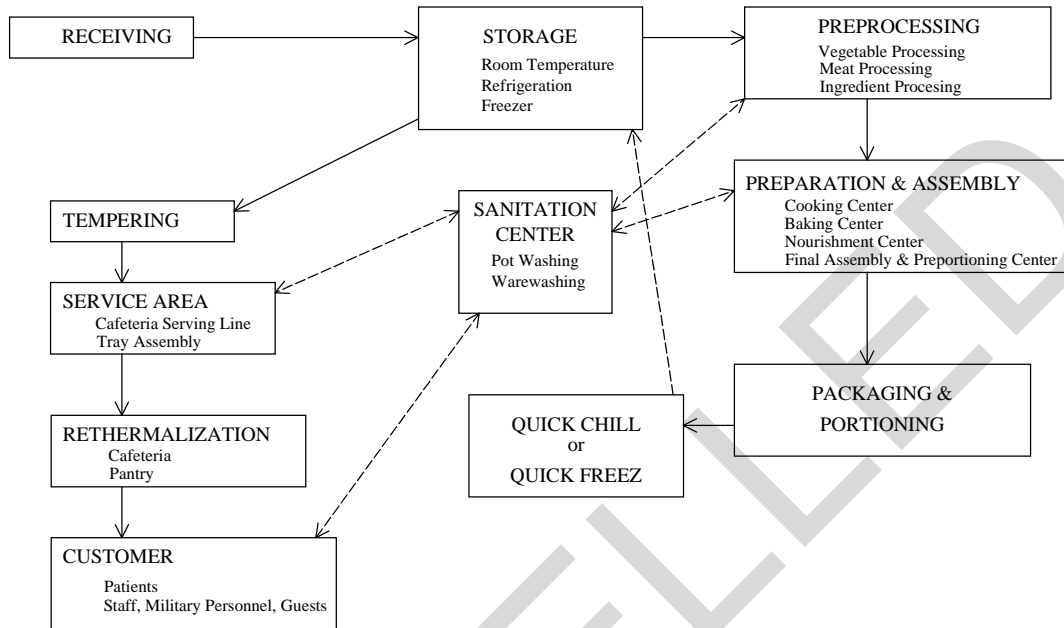 RECEIVING
STORAGE
Room Temperature
Refrigeration
Freezer
PREPROCESSING
Vegetable Processing
Meat Processing
Ingredient Procesing
TEMPERING
SANITATION
CENTER
Pot Washing
Warewashing
PREPARATION & ASSEMBLY
Cooking Center
Baking Center
Nourishment Center
Final Assembly & Preportioning Center
SERVICE AREA
Cafeteria Serving Line
Tray Assembly
RETHERMALIZATION
Cafeteria
Pantry
QUICK CHILL
or
QUICK FREEZ
PACKAGING &
PORTIONING
CUSTOMER
Patients
Staff, Military Personnel, Guests
ELLED